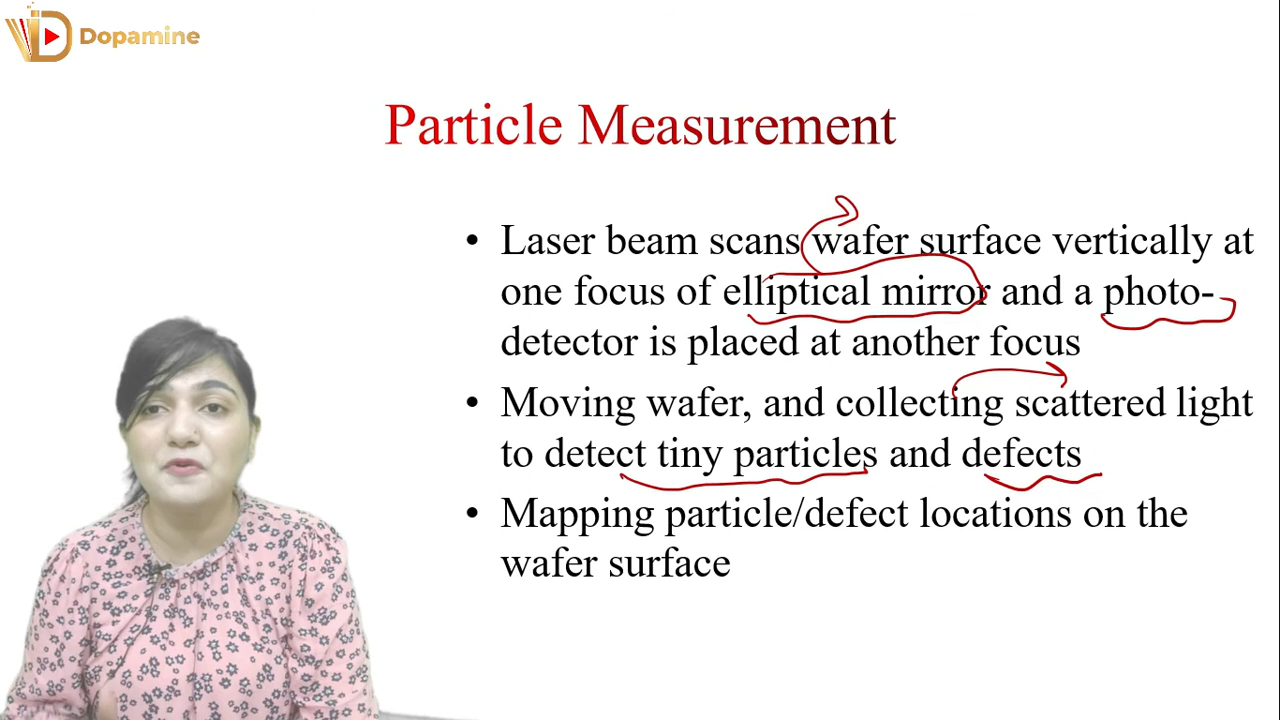 Dopamine
Particle Measurement
• Laser beam scans wafer surface vertically at
one focus of elliptical mirror and a photo-
detector is placed at another focus
• Moving wafer, and collecting scattered light
to detect tiny particles and defects
• Mapping particle/defect locations on the
wafer surface